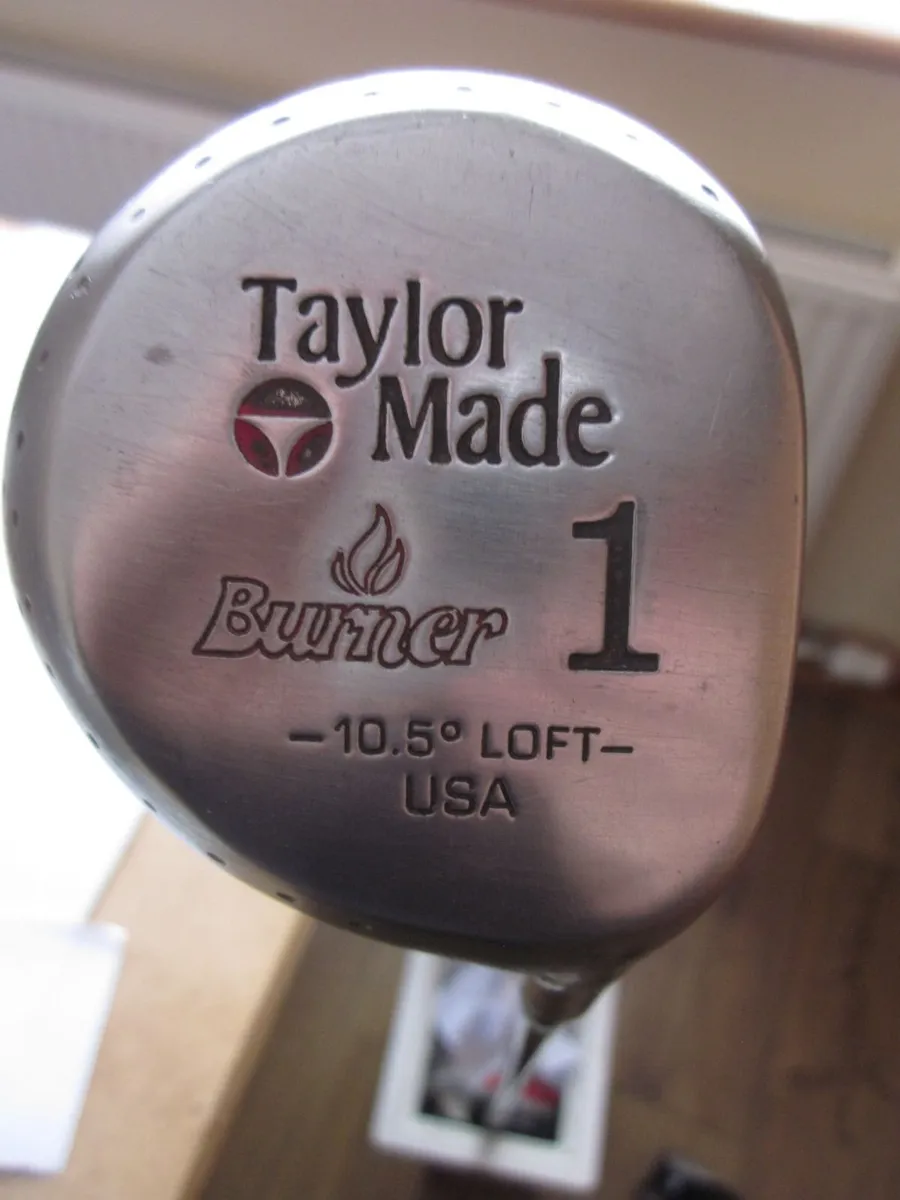 Taylor
Made
Burner
1
-10.5° LOFT-
USA